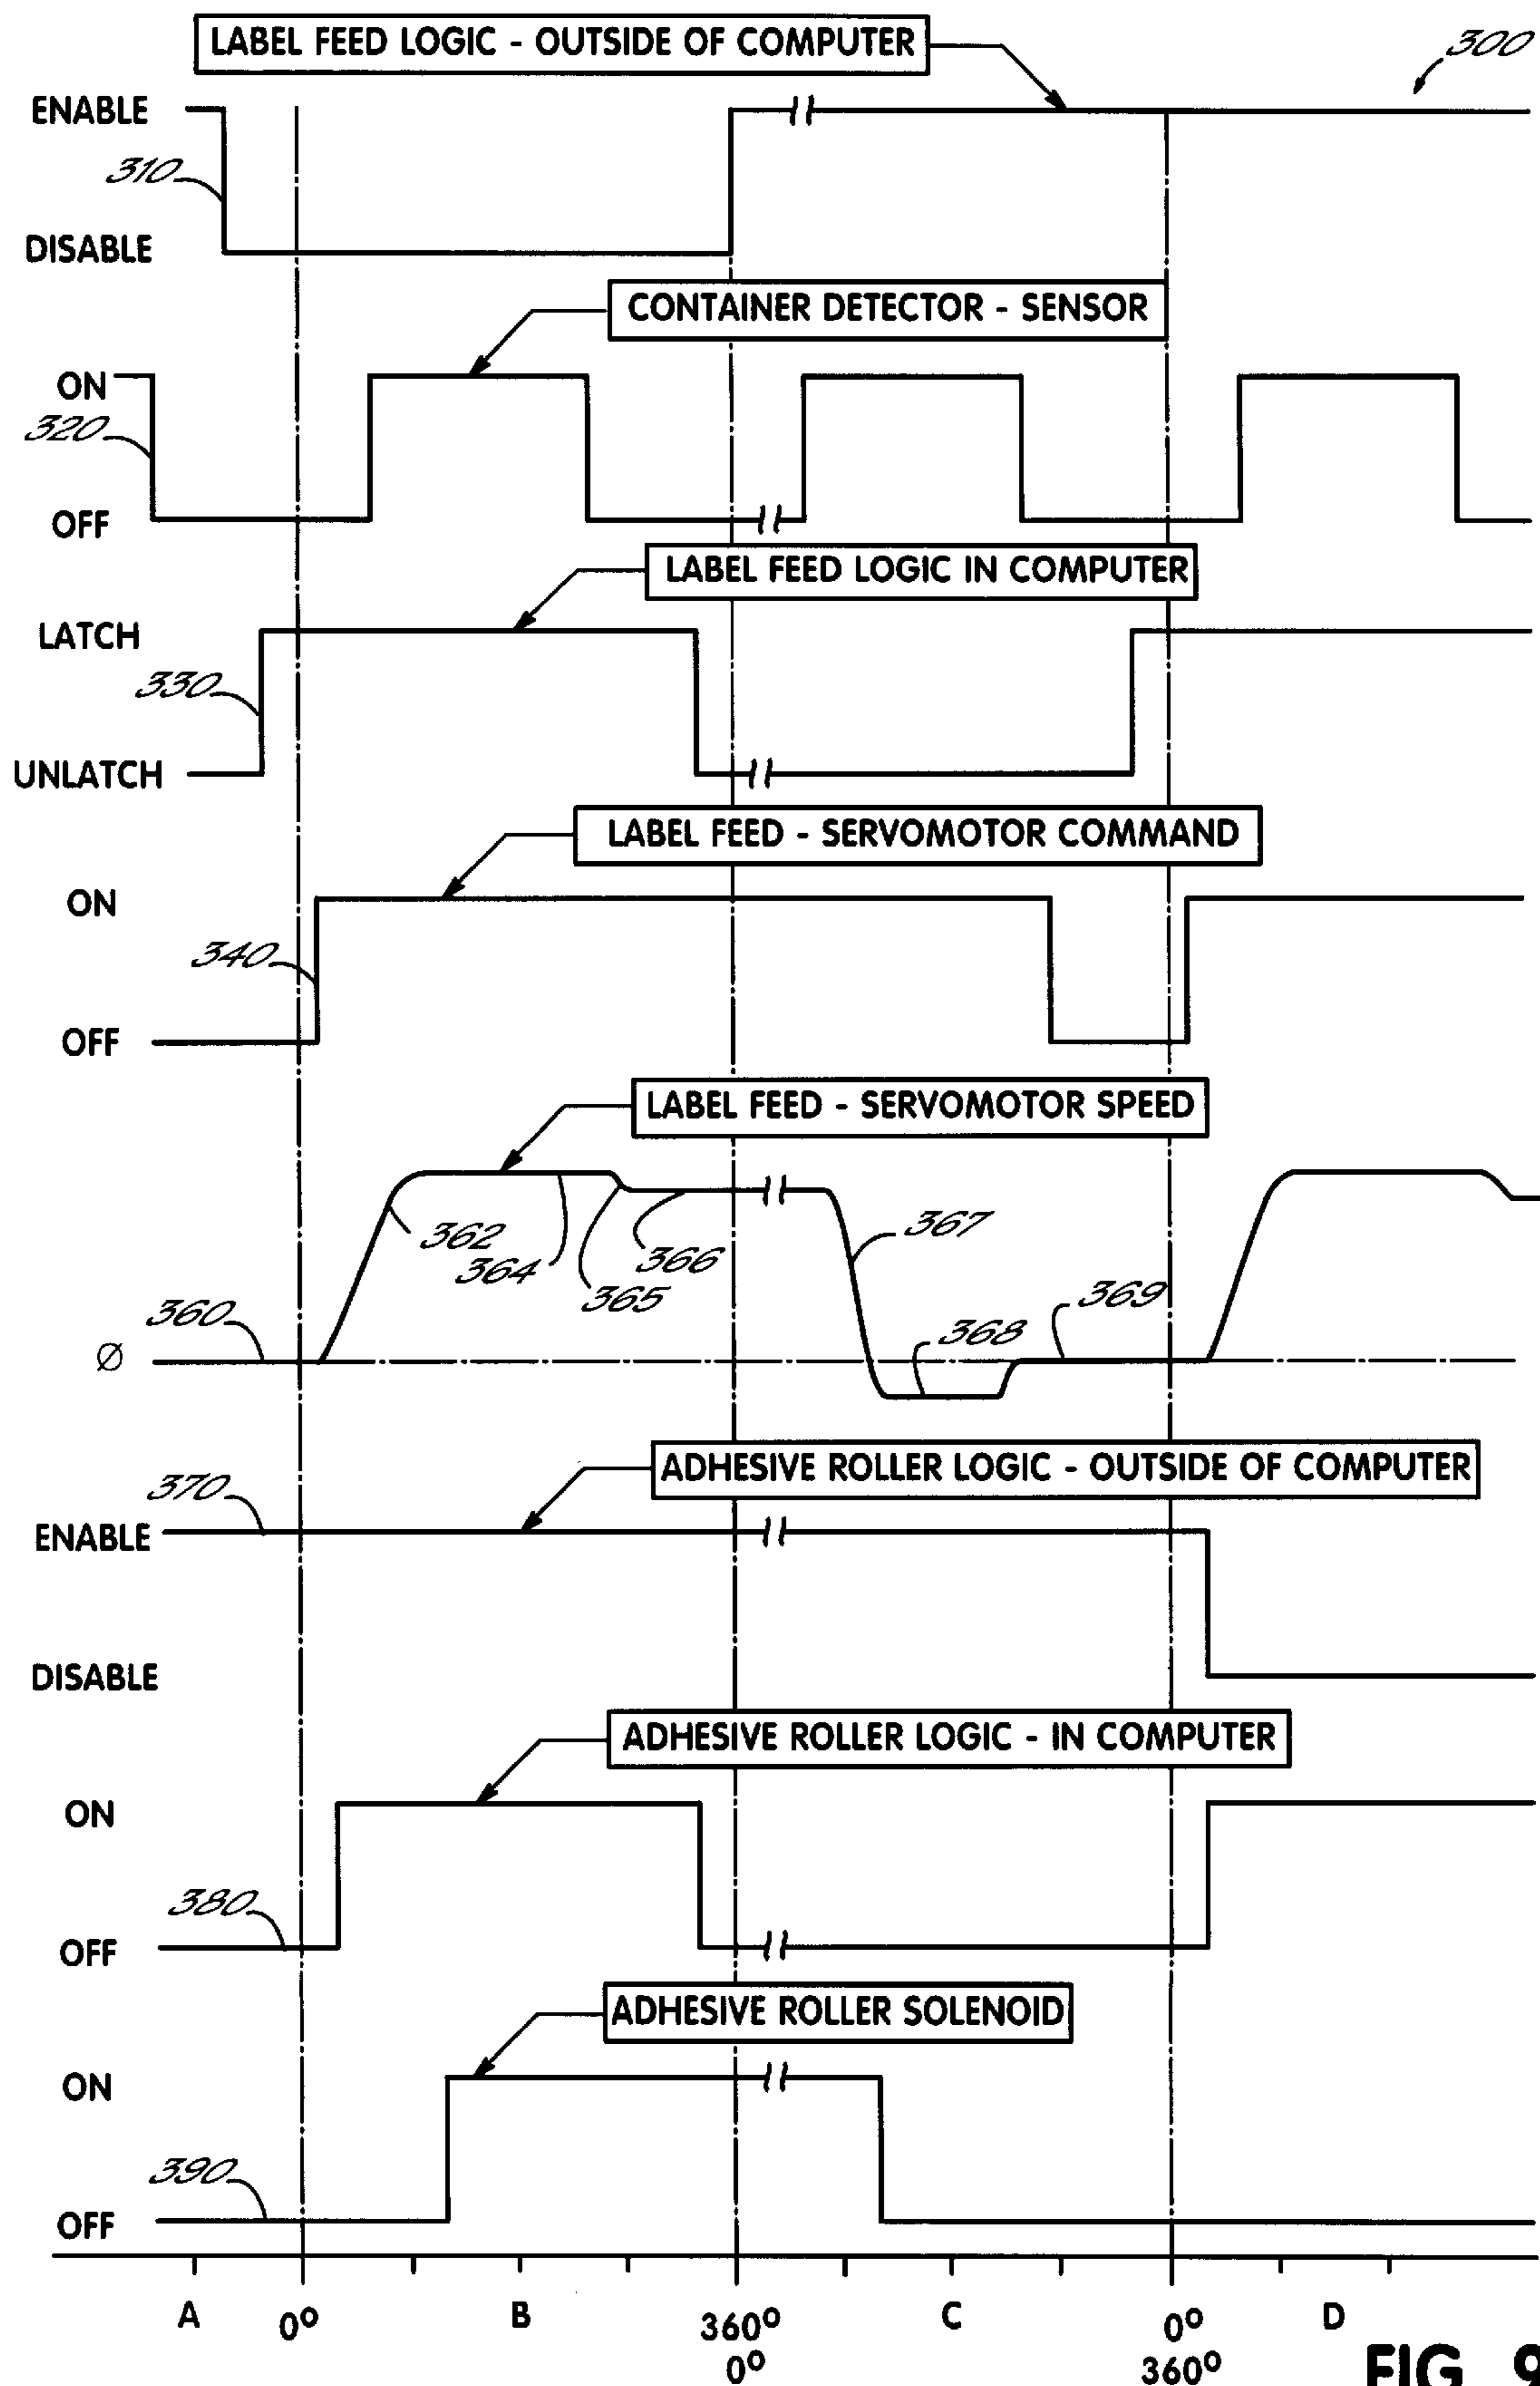 LABEL FEED LOGIC - OUTSIDE OF COMPUTER
300
ENABLE
310
DISABLE
CONTAINER DETECTOR - SENSOR
ON
320
OFF
LABEL FEED LOGIC IN COMPUTER
LATCH
330
UNLATCH
LABEL FEED - SERVOMOTOR COMMAND
ON
340
OFF
LABEL FEED - SERVOMOTOR SPEED
362
364
365
366
367
360
368
369
Ø
ADHESIVE ROLLER LOGIC - OUTSIDE OF COMPUTER
370
ENABLE
DISABLE
ADHESIVE ROLLER LOGIC - IN COMPUTER
ON
380
OFF
ADHESIVE ROLLER SOLENOID
ON
390
OFF
A 0° B 360° C 0° D
0° 360°
FIG. 9